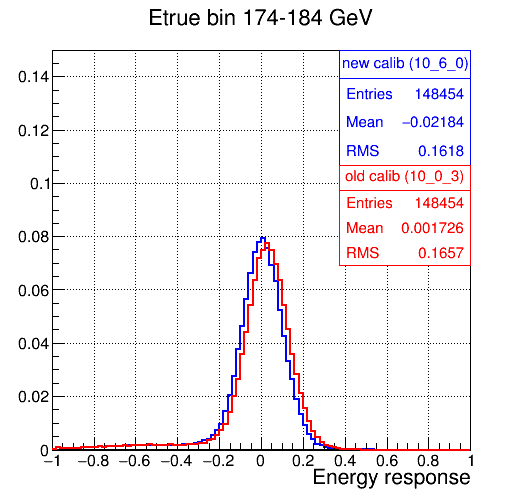 Etrue bin 174-184 GeV
new calib (10_6_0)
Entries 148454
Mean −0.02184
RMS 0.1618
old calib (10_0_3)
Entries 148454
Mean 0.001726
RMS 0.1657
0.14
0.12
0.1
0.08
0.06
0.04
0.02
0
−1 −0.8 −0.6 −0.4 −0.2 0 0.2 0.4 0.6 0.8 1
Energy response